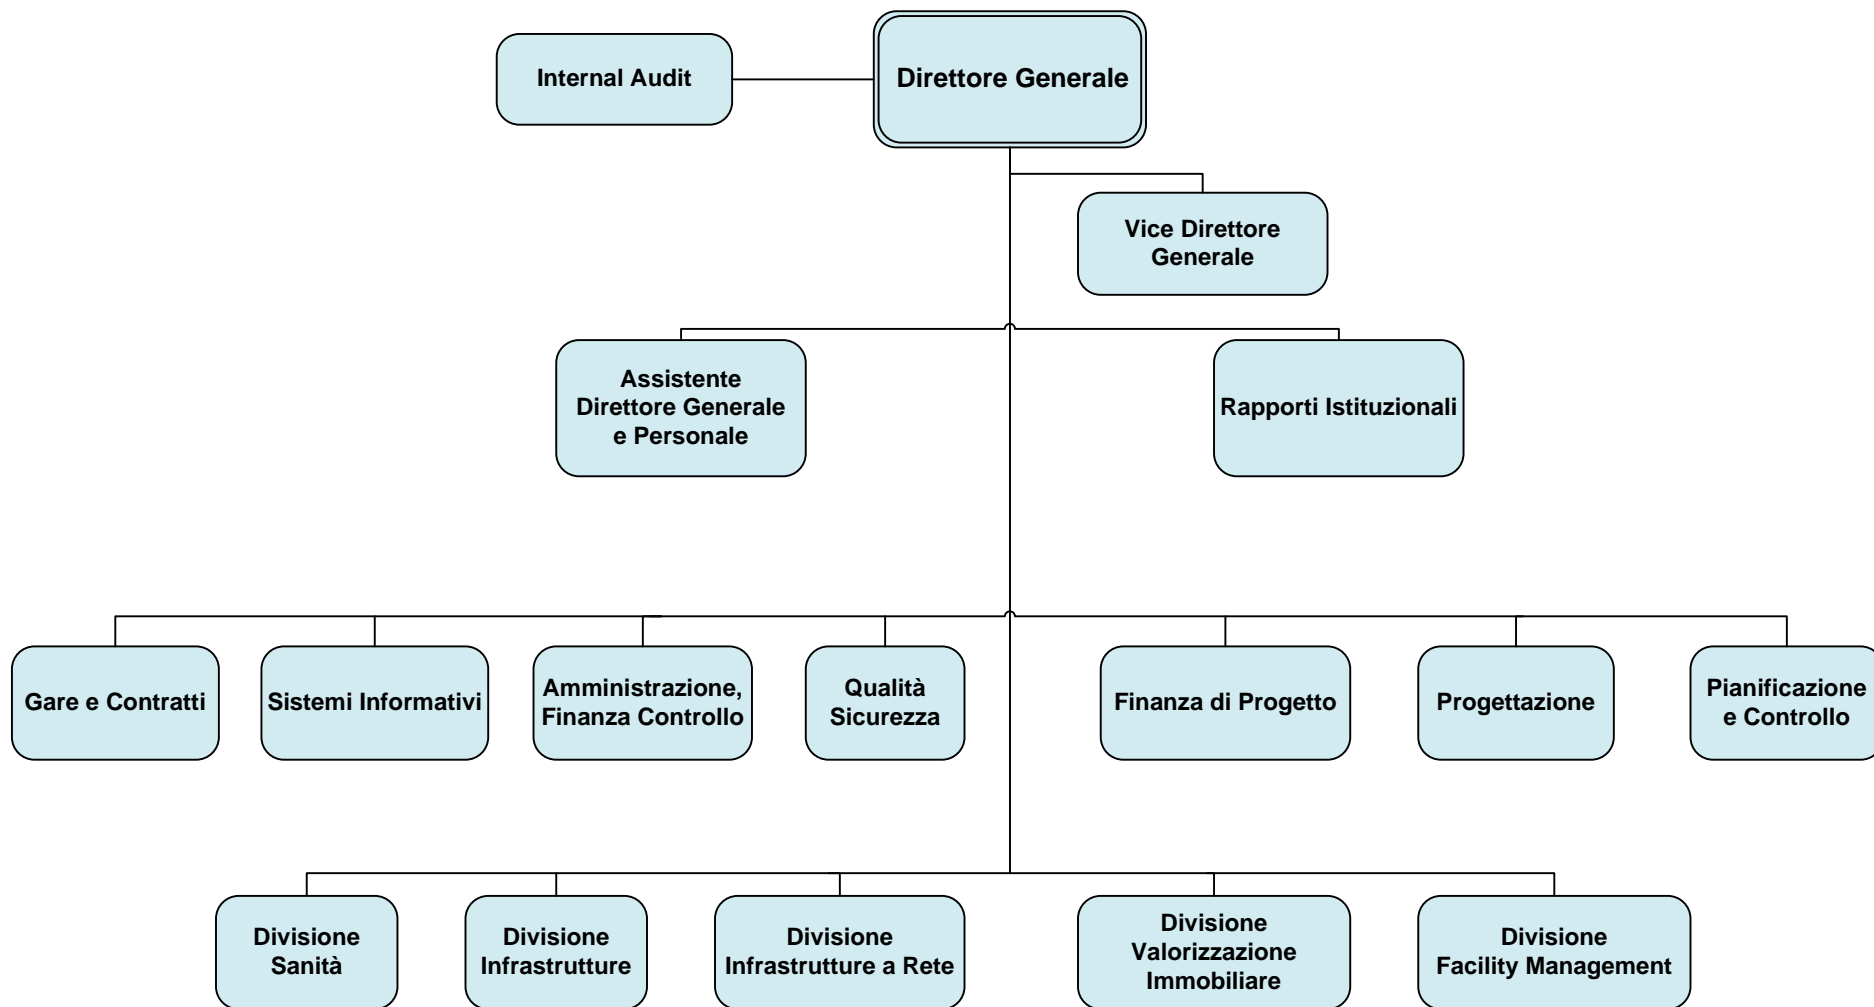 Internal Audit
Direttore Generale
Vice Direttore
Generale
Assistente
Direttore Generale
e Personale
Rapporti Istituzionali
Gare e Contratti
Sistemi Informativi
Amministrazione,
Finanza Controllo
Qualità
Sicurezza
Finanza di Progetto
Progettazione
Pianificazione
e Controllo
Divisione
Sanità
Divisione
Infrastrutture
Divisione
Infrastrutture a Rete
Divisione
Valorizzazione
Immobiliare
Divisione
Facility Management